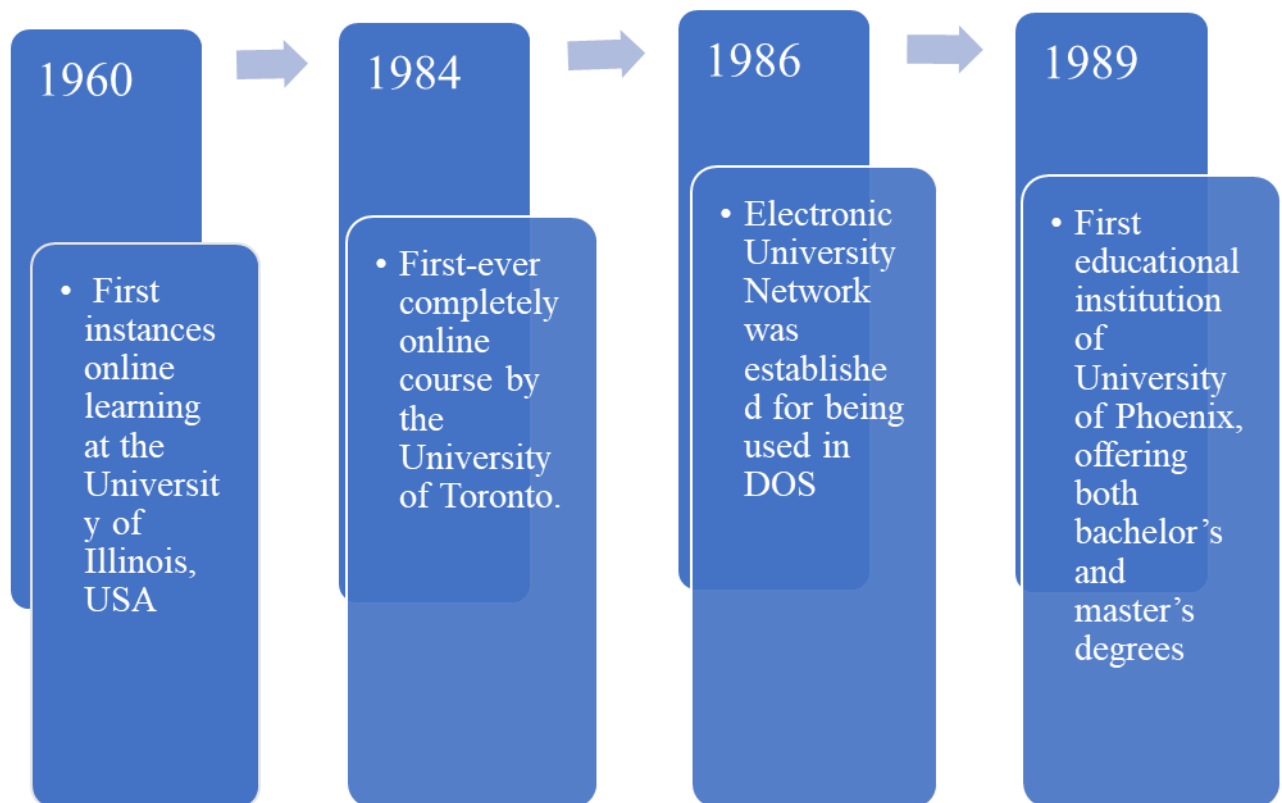 1960
• First
instances
online
learning
at the
Universit
y of
Illinois,
USA
1984
• First-ever
completely
online
course by
the
University
of Toronto.
1986
• Electronic
University
Network
was
establishe
d for being
used in
DOS
1989
• First
educational
institution
of
University
of Phoenix,
offering
both
bachelor’s
and
master’s
degrees